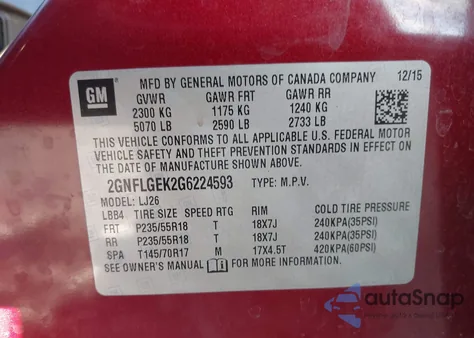 GM
MFD BY GENERAL MOTORS OF CANADA COMPANY 12/15
GVWR GAWR FRT GAWR RR
2300 KG 1175 KG 1240 KG
5070 LB 2590 LB 2733 LB
THIS VEHICLE CONFORMS TO ALL APPLICABLE U.S. FEDERAL MOTOR
VEHICLE SAFETY AND THEFT PREVENTION STANDARDS IN EFFECT ON
THE DATE OF MANUFACTURE SHOWN ABOVE.
2GNFLGEK2G6224593 TYPE: M.P.V.
MODEL: LJ26
LBB4 TIRE SIZE SPEED RTG RIM COLD TIRE PRESSURE
FRT P235/55R18 T 18X7J 240KPA(35PSI)
RR P235/55R18 T 18X7J 240KPA(35PSI)
SPA T145/70R17 M 17X4.5T 420KPA(60PSI)
SEE OWNER'S MANUAL FOR MORE INFORMATION.
autoSnap